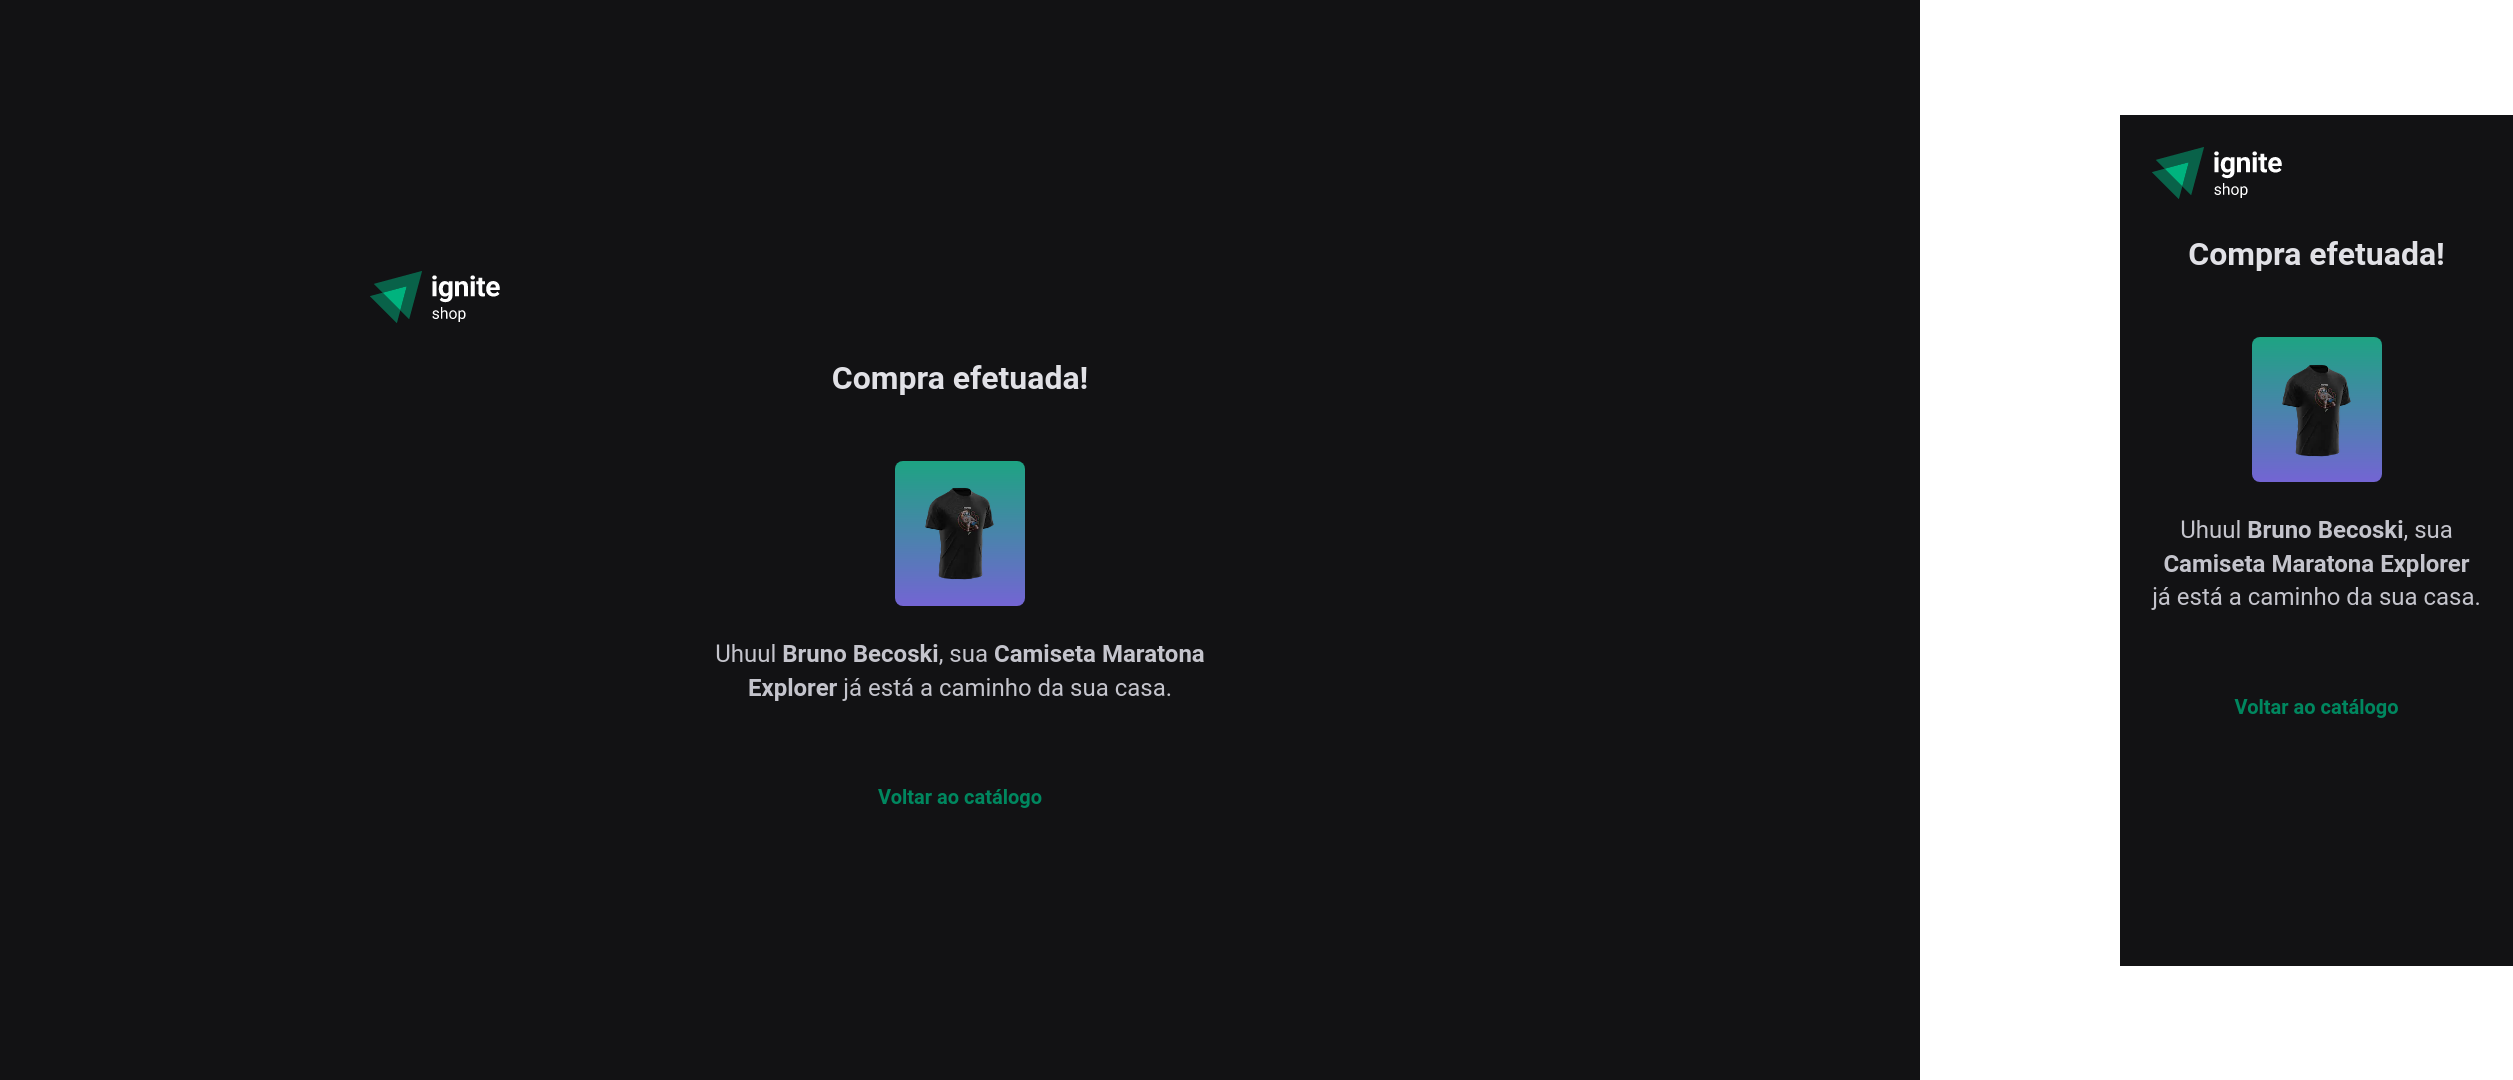 ignite
shop
Compra efetuada!
Uhuul Bruno Becoski, sua Camiseta Maratona
Explorer já está a caminho da sua casa.
Voltar ao catálogo
ignite
shop
Compra efetuada!
Uhuul Bruno Becoski, sua
Camiseta Maratona Explorer
já está a caminho da sua casa.
Voltar ao catálogo